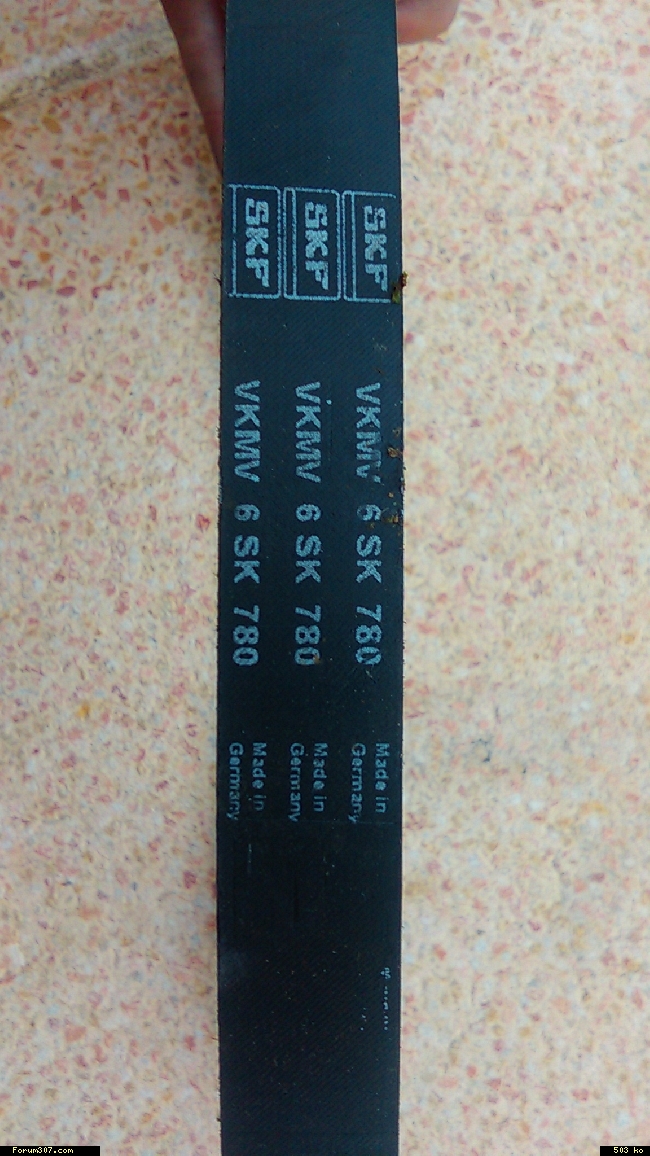 SKF SKF SKF
VKMV 6 SK 780
VKMV 6 SK 780
VKMV 6 SK 780
Made in
Germany
Made in
Germany
Made in
Germany
Forum307.com
503 ko